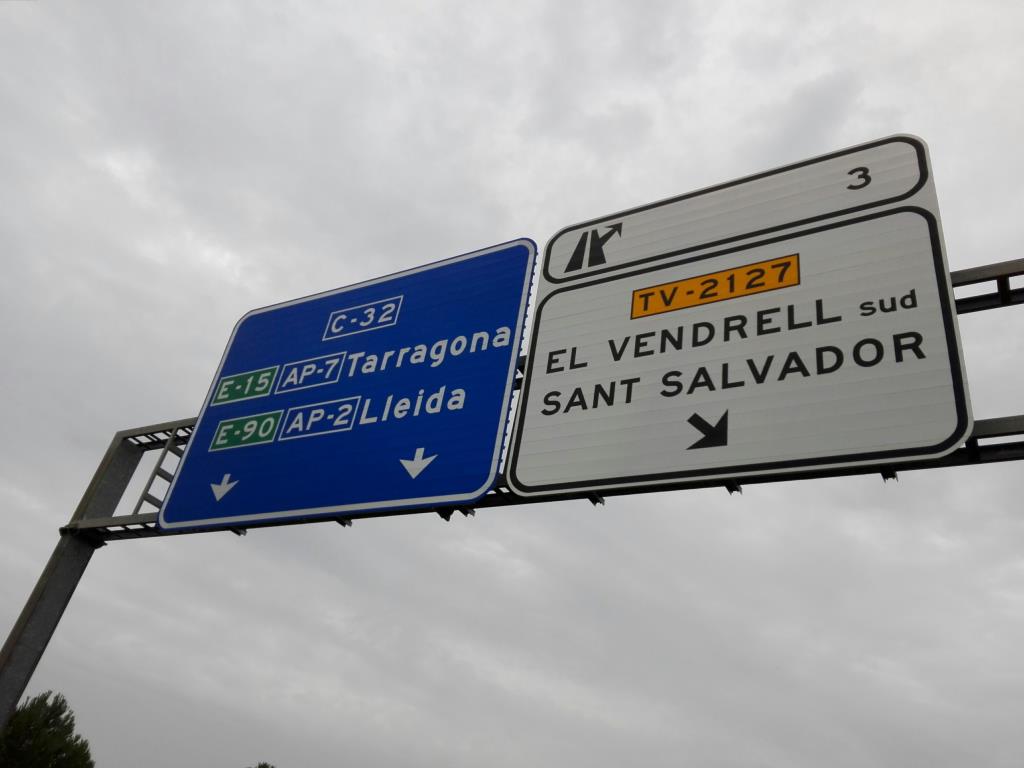 C-32
E-15 AP-7 Tarragona
E-90 AP-2 Lleida
3
TV-2127
EL VENDRELL sud
SANT SALVADOR